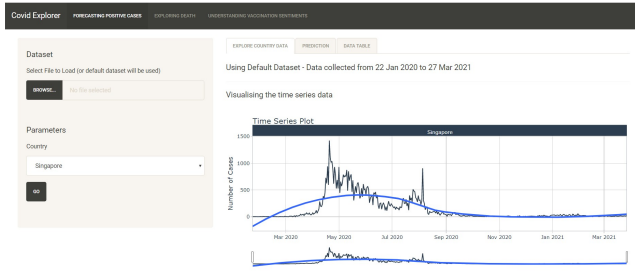 Covid Explorer FORECASTING POSITIVE CASES EXPLORING DEATH UNDERSTANDING VACCINATION SENTIMENTS
Dataset
Select File to Load (or default dataset will be used)
BROWSE... No file selected
Parameters
Country
Singapore
GO
EXPLORE COUNTRY DATA PREDICTION DATA TABLE
Using Default Dataset - Data collected from 22 Jan 2020 to 27 Mar 2021
Visualising the time series data
Time Series Plot
Singapore
Number of Cases
1500
1000
500
0
Mar 2020 May 2020 Jul 2020 Sep 2020 Nov 2020 Jan 2021 Mar 2021